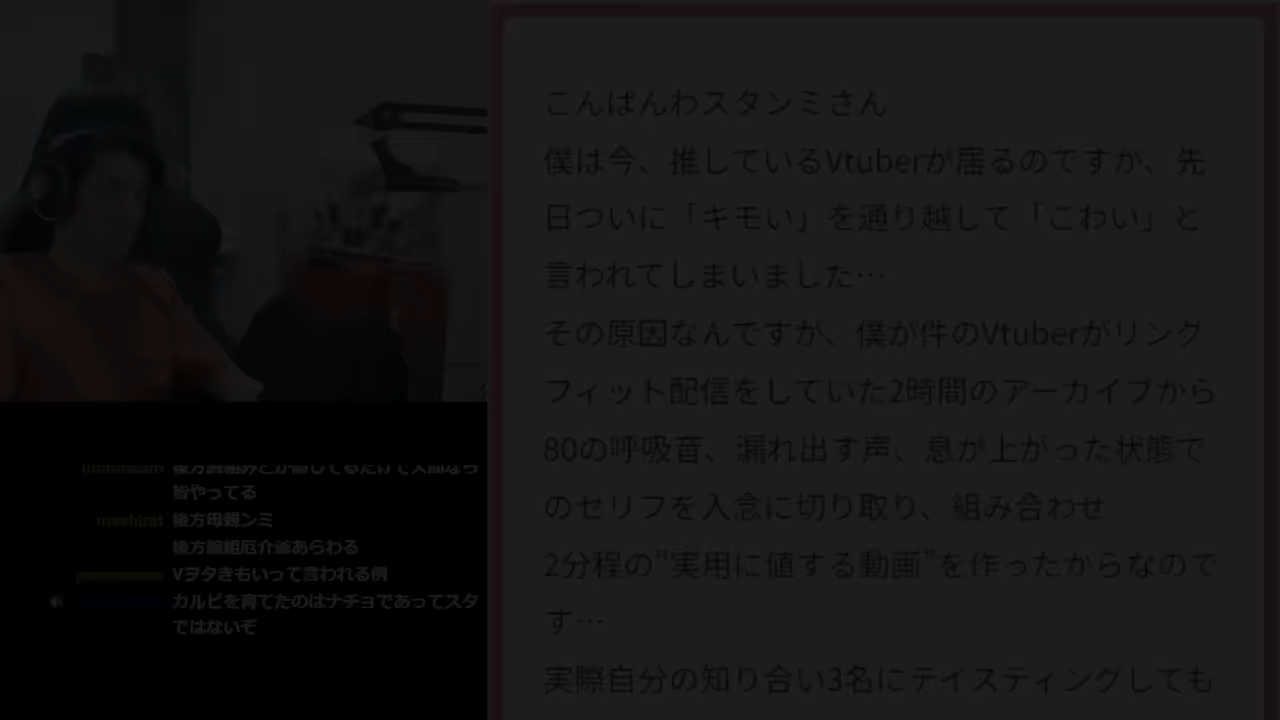 こんばんわスタンミさん
僕は今、推しているVtuberが居るのですが、先
日ついに「キモい」を通り越して「こわい」と
言われてしまいました…
その原因なんですが、僕が件のVtuberがリング
フィット配信をしていた2時間のアーカイブから
80の呼吸音、漏れ出す声、息が上がった状態で
のセリフを入念に切り取り、組み合わせ
2分程の"実用に値する動画"を作ったからなので
す…
実際自分の知り合い3名にテイスティングしても
皆やってる
後方母親ンミ
後方腕組厄介爺あらわる
Vヲタきもいって言われる例
カルビを育てたのはナチョであってスタ
ではないぞ